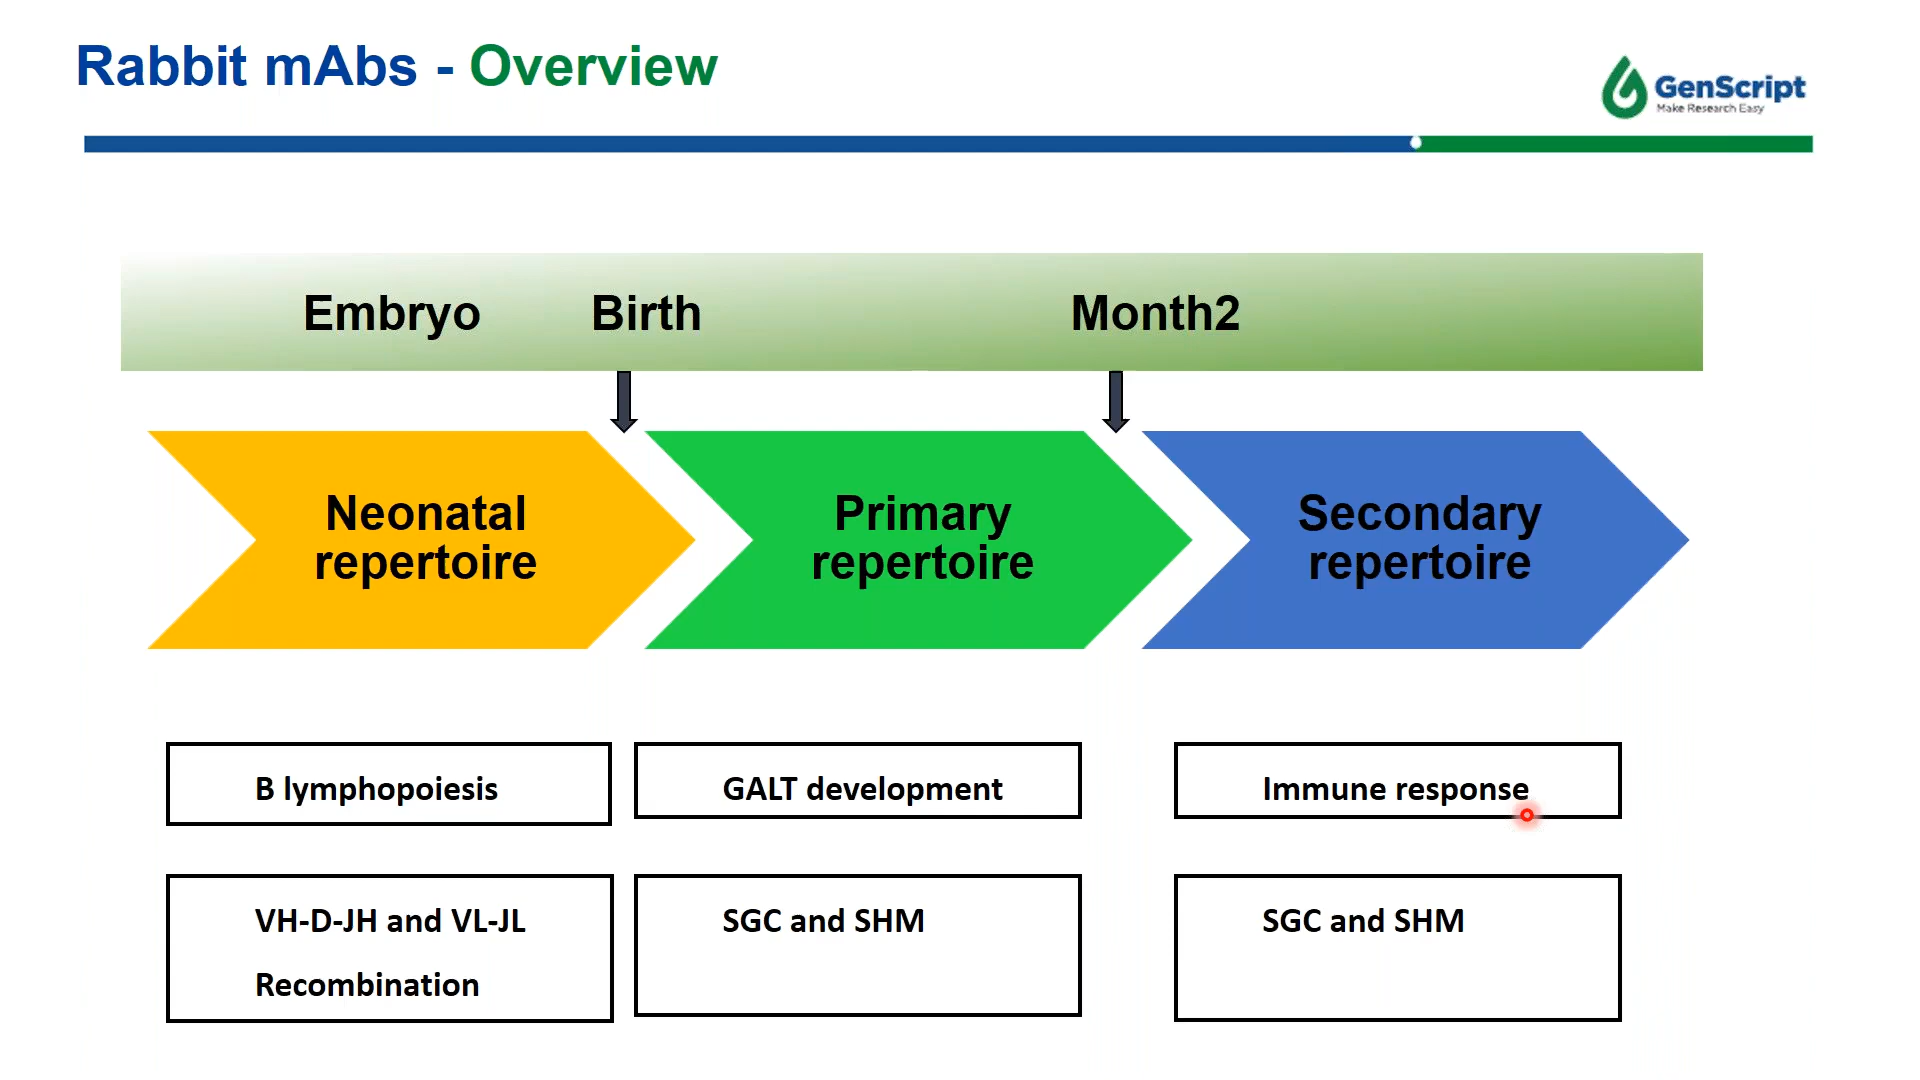 Rabbit mAbs - Overview
GenScript
Make Research Easy
Embryo Birth Month2
Neonatal
repertoire
Primary
repertoire
Secondary
repertoire
B lymphopoiesis
GALT development
Immune response
VH-D-JH and VL-JL
Recombination
SGC and SHM
SGC and SHM